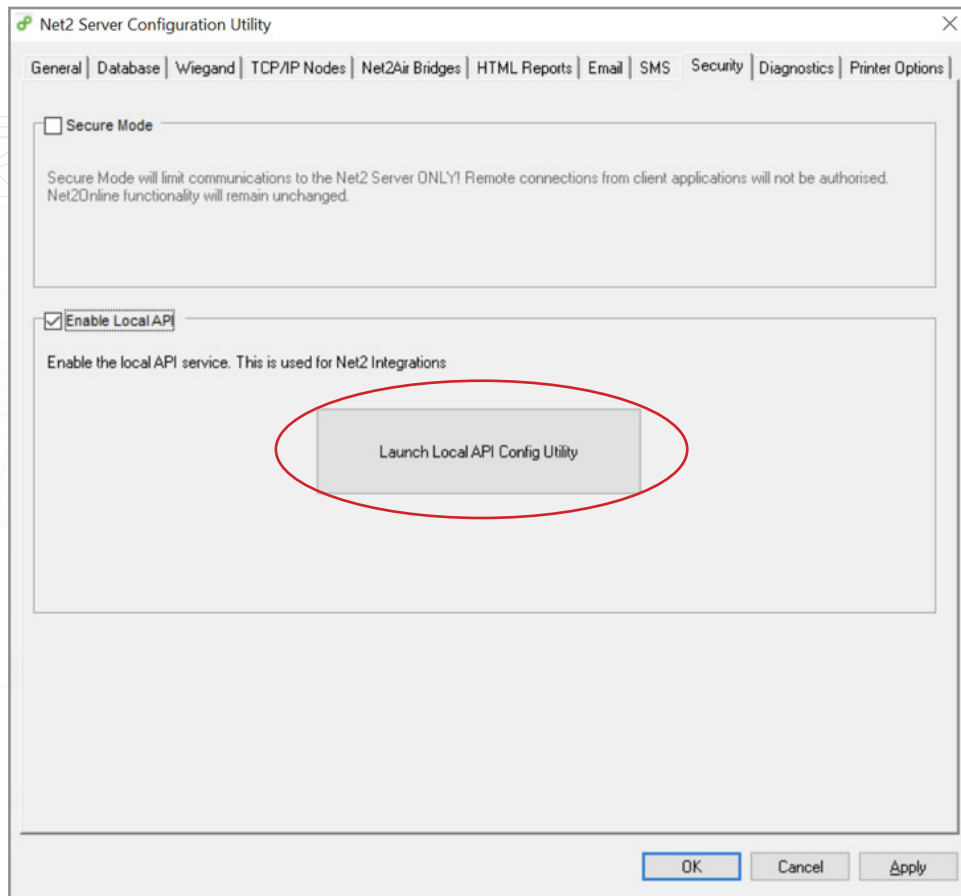 Net2 Server Configuration Utility
General Database Wiegand TCP/IP Nodes Net2Air Bridges HTML Reports Email SMS Security Diagnostics Printer Options
Secure Mode
Secure Mode will limit communications to the Net2 Server ONLY! Remote connections from client applications will not be authorised.
Net2Online functionality will remain unchanged.
Enable Local API
Enable the local API service. This is used for Net2 Integrations
Launch Local API Config Utility
OK Cancel Apply